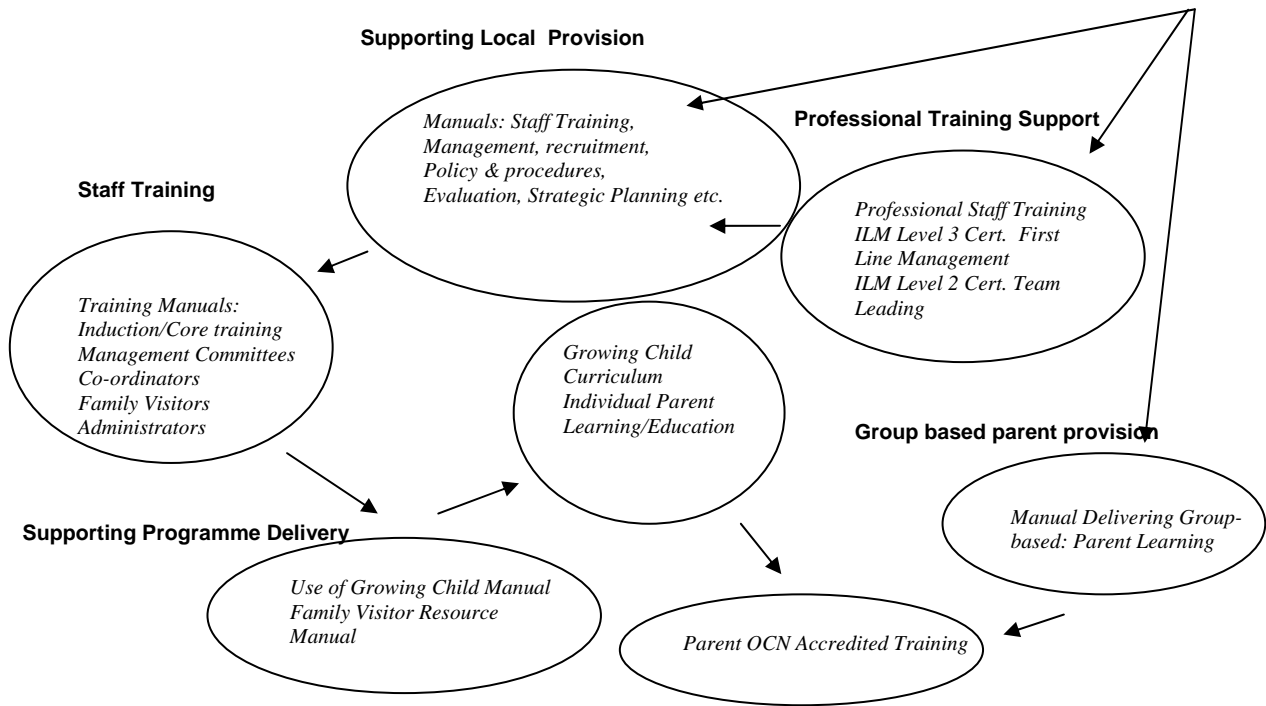 Supporting Local Provision
Manuals: Staff Training,
Management, recruitment,
Policy & procedures,
Evaluation, Strategic Planning etc.
Professional Training Support
Professional Staff Training
ILM Level 3 Cert. First
Line Management
ILM Level 2 Cert. Team
Leading
Staff Training
Training Manuals:
Induction/Core training
Management Committees
Co-ordinators
Family Visitors
Administrators
Growing Child
Curriculum
Individual Parent
Learning/Education
Group based parent provision
Manual Delivering Group-
based: Parent Learning
Supporting Programme Delivery
Use of Growing Child Manual
Family Visitor Resource
Manual
Parent OCN Accredited Training